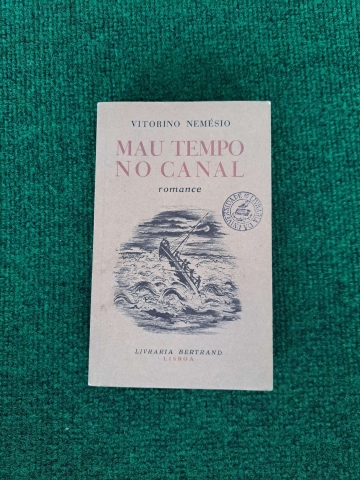 VITORINO NEMÉSIO
MAU TEMPO
NO CANAL
romance
LIVRARIA BERTRAND
LISBOA